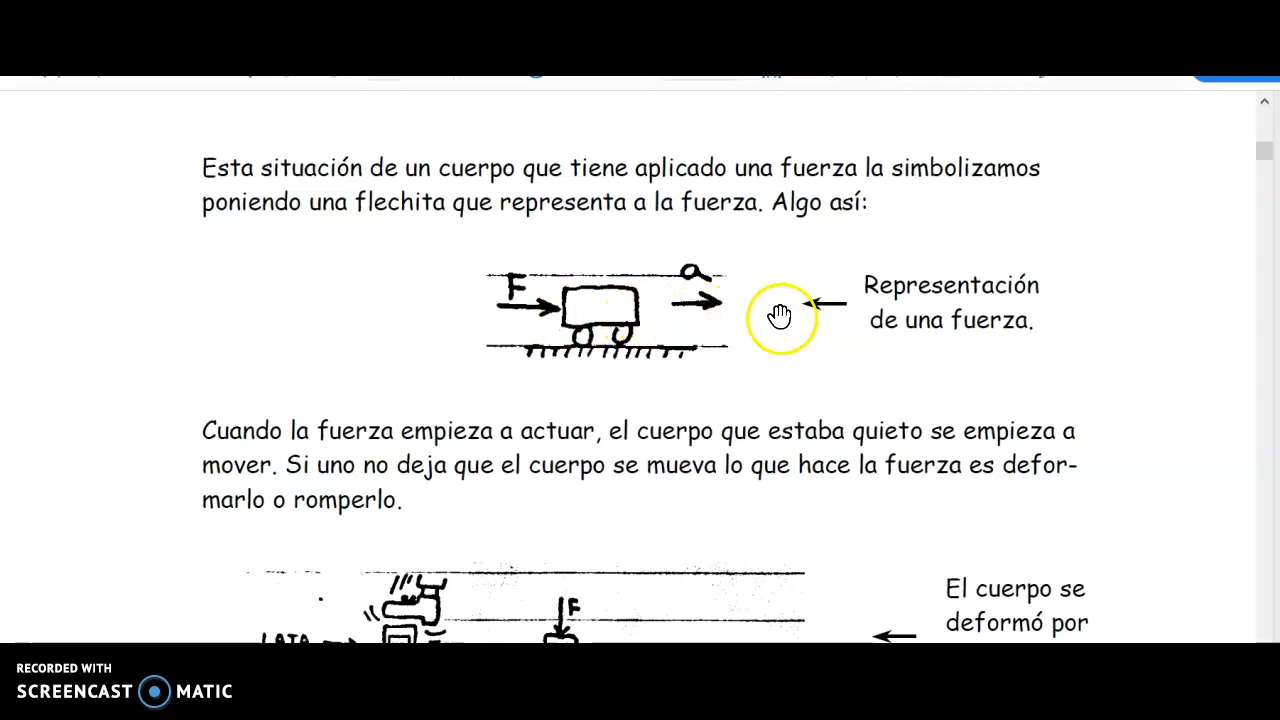 Esta situación de un cuerpo que tiene aplicado una fuerza la simbolizamos
poniendo una flechita que representa a la fuerza. Algo así:
F
a
Representación
de una fuerza.
Cuando la fuerza empieza a actuar, el cuerpo que estaba quieto se empieza a
mover. Si uno no deja que el cuerpo se mueva lo que hace la fuerza es defor-
marlo o romperlo.
El cuerpo se
deformó por
F
LATA
RECORDED WITH
SCREENCAST MATIC